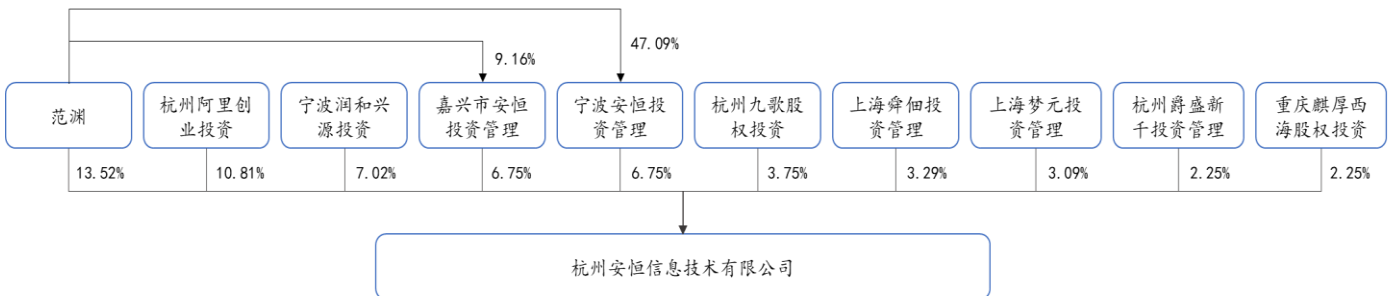 47.09%
9.16%
范渊
杭州阿里创
业投资
宁波润和兴
源投资
嘉兴市安恒
投资管理
宁波安恒投
资管理
杭州九歌股
权投资
上海舜佃投
资管理
上海梦元投
资管理
杭州爵盛新
千投资管理
重庆麒厚西
海股权投资
13.52%
10.81%
7.02%
6.75%
6.75%
3.75%
3.29%
3.09%
2.25%
2.25%
杭州安恒信息技术有限公司